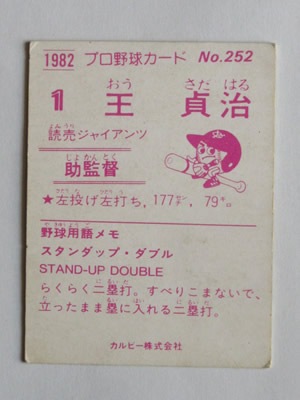 1982 プロ野球カード No.252
おう さだ はる
1 王 貞治
よみ うり
読売ジャイアンツ
じょ かん とく
助監督
★左投げ左打ち，177センチ，79キロ
野球用語メモ
スタンダップ・ダブル
STAND-UP DOUBLE
らくらく二塁打。すべりこまないで、
立ったまま塁に入れる二塁打。
カルビー株式会社